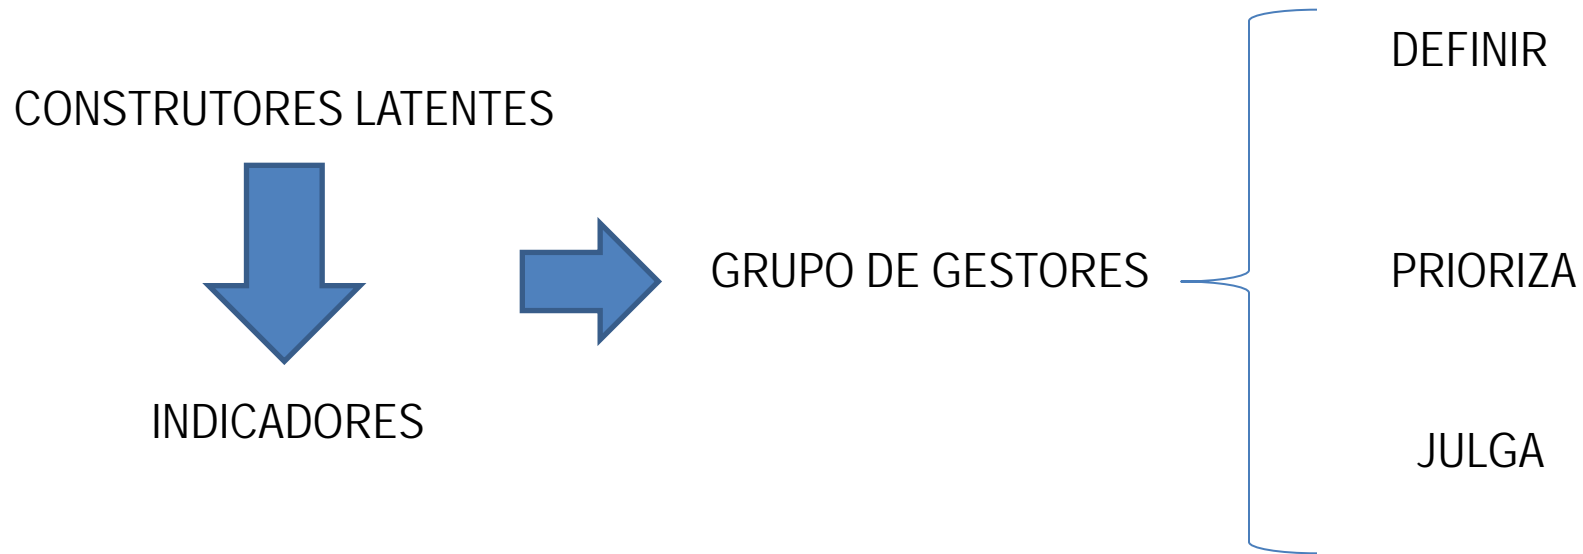 CONSTRUTORES LATENTES
INDICADORES
GRUPO DE GESTORES
DEFINIR
PRIORIZA
JULGA